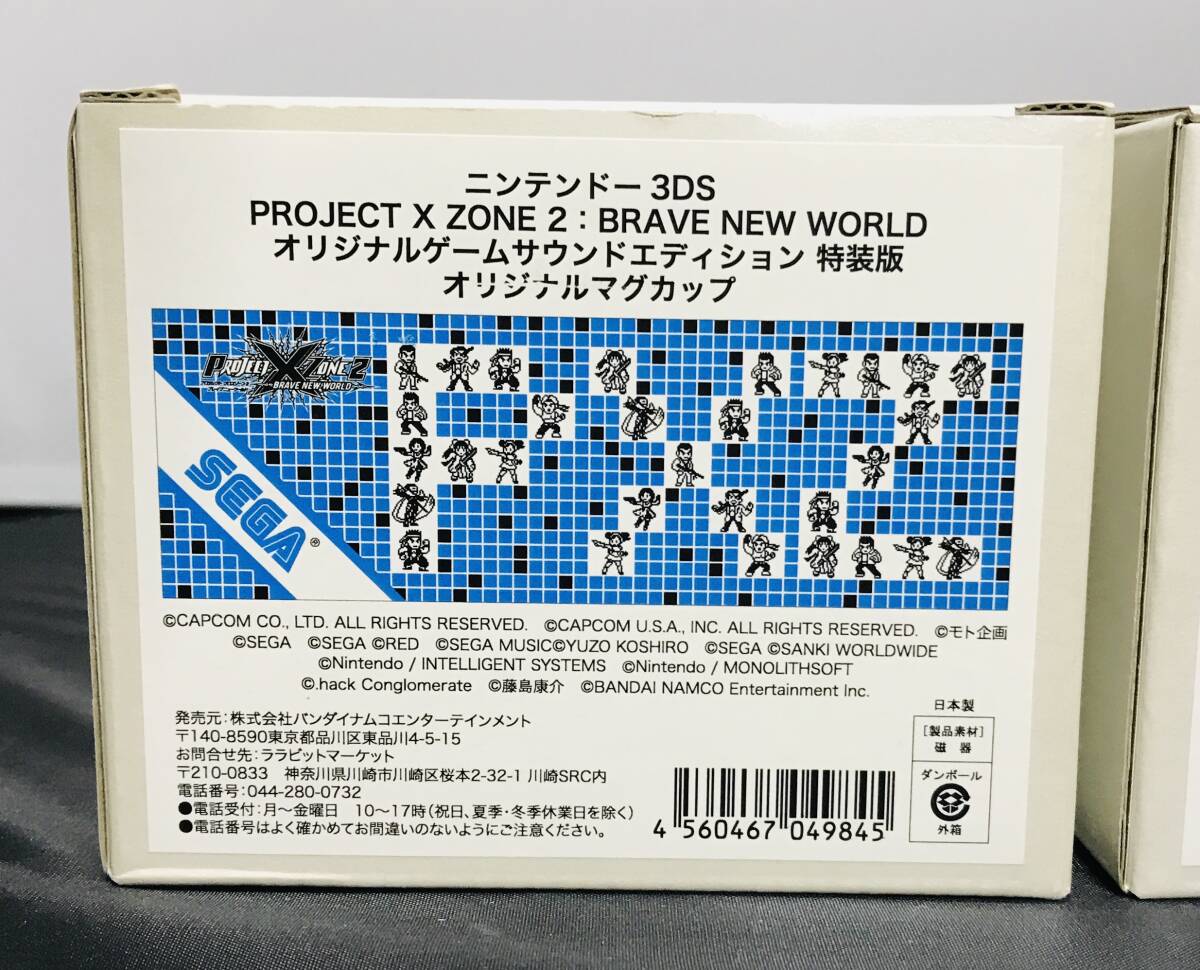 ニンテンドー3DS
PROJECT X ZONE 2：BRAVE NEW WORLD
オリジナルゲームサウンドエディション 特装版
オリジナルマグカップ
PROJECT X ZONE 2
BRAVE NEW WORLD
SEGA®
©CAPCOM CO., LTD. ALL RIGHTS RESERVED. ©CAPCOM U.S.A., INC. ALL RIGHTS RESERVED. ©モト企画
©SEGA ©SEGA ©RED ©SEGA MUSIC©YUZO KOSHIRO ©SEGA ©SANKI WORLDWIDE
©Nintendo / INTELLIGENT SYSTEMS ©Nintendo / MONOLITHSOFT
©.hack Conglomerate ©藤島康介 ©BANDAI NAMCO Entertainment Inc.
発売元：株式会社バンダイナムコエンターテインメント
〒140-8590東京都品川区東品川4-5-15
お問合せ先：ララビットマーケット
〒210-0833 神奈川県川崎市川崎区桜本2-32-1 川崎SRC内
電話番号：044-280-0732
●電話受付：月～金曜日 10～17時（祝日、夏季・冬季休業日を除く）
●電話番号はよく確かめてお間違いのないようにご注意ください。
4 560467 049845
日本製
［製品素材］
磁器
ダンボール
外箱